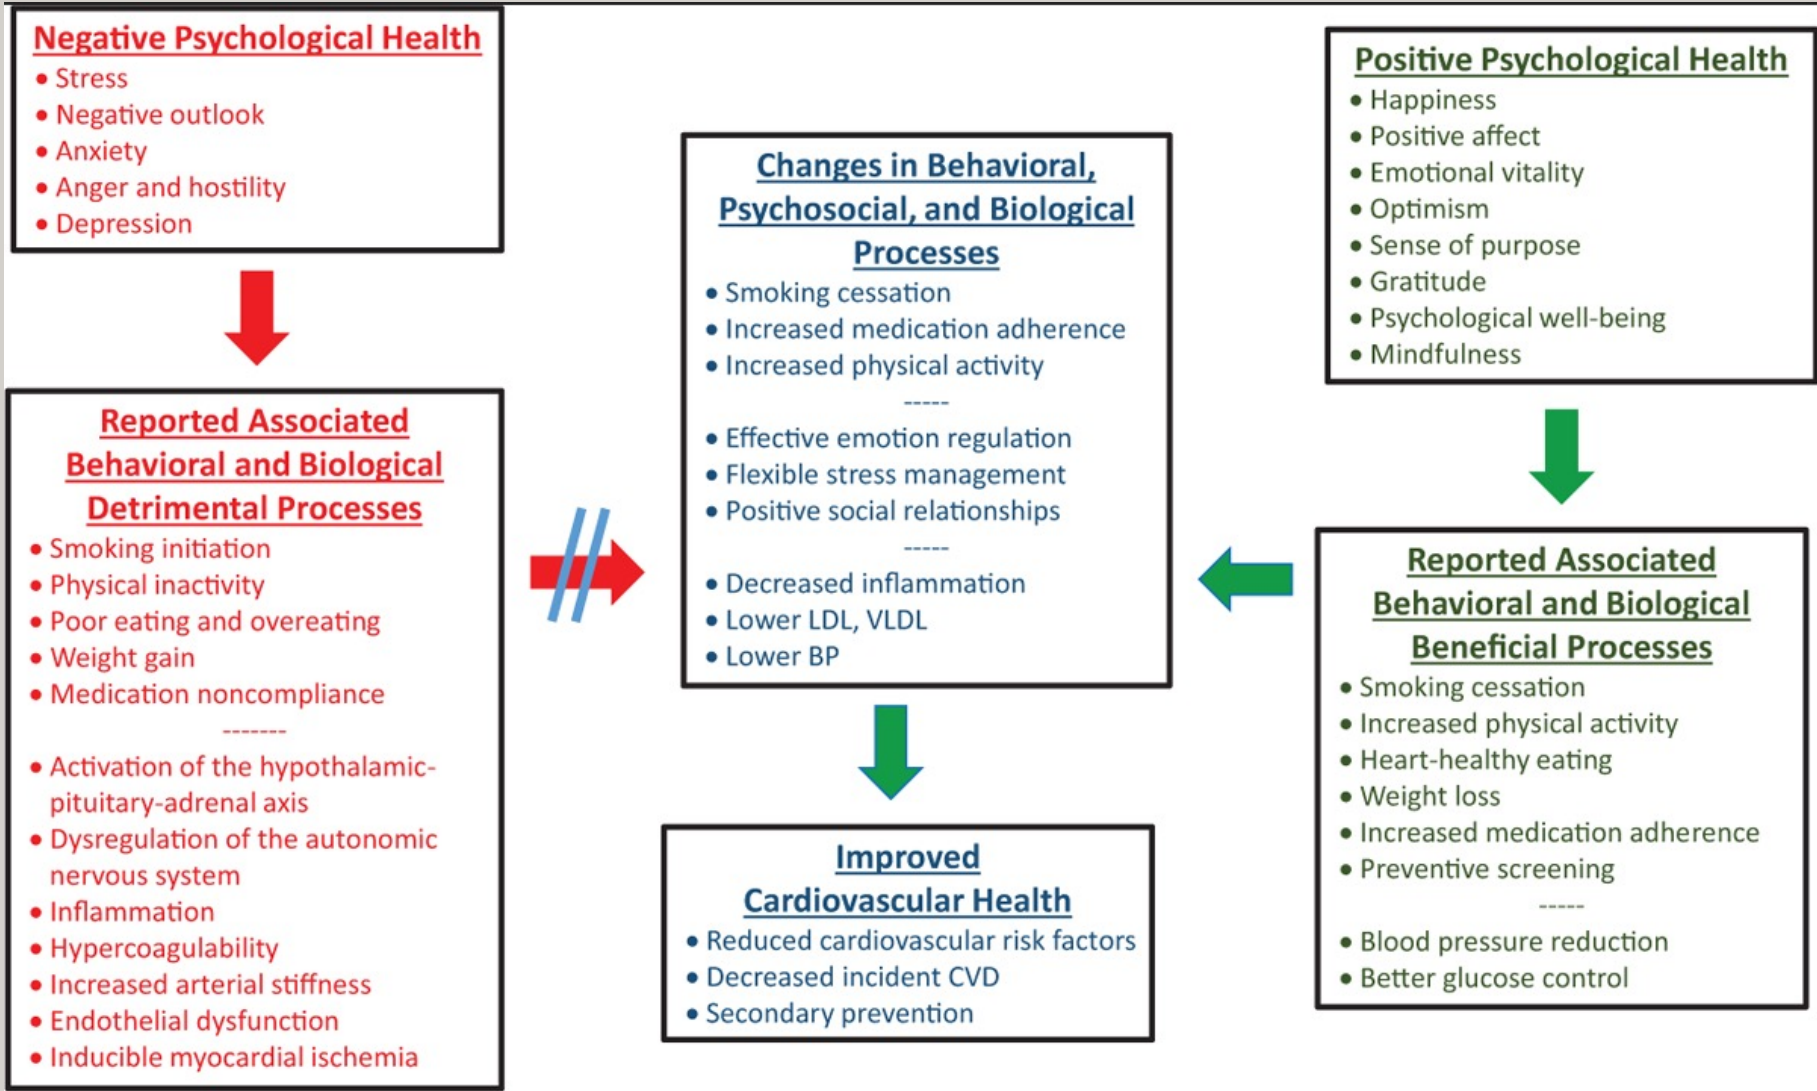 Negative Psychological Health
• Stress
• Negative outlook
• Anxiety
• Anger and hostility
• Depression
Reported Associated
Behavioral and Biological
Detrimental Processes
• Smoking initiation
• Physical inactivity
• Poor eating and overeating
• Weight gain
• Medication noncompliance
-------
• Activation of the hypothalamic-
pituitary-adrenal axis
• Dysregulation of the autonomic
nervous system
• Inflammation
• Hypercoagulability
• Increased arterial stiffness
• Endothelial dysfunction
• Inducible myocardial ischemia
Changes in Behavioral,
Psychosocial, and Biological
Processes
• Smoking cessation
• Increased medication adherence
• Increased physical activity
-----
• Effective emotion regulation
• Flexible stress management
• Positive social relationships
-----
• Decreased inflammation
• Lower LDL, VLDL
• Lower BP
Improved
Cardiovascular Health
• Reduced cardiovascular risk factors
• Decreased incident CVD
• Secondary prevention
Positive Psychological Health
• Happiness
• Positive affect
• Emotional vitality
• Optimism
• Sense of purpose
• Gratitude
• Psychological well-being
• Mindfulness
Reported Associated
Behavioral and Biological
Beneficial Processes
• Smoking cessation
• Increased physical activity
• Heart-healthy eating
• Weight loss
• Increased medication adherence
• Preventive screening
-----
• Blood pressure reduction
• Better glucose control